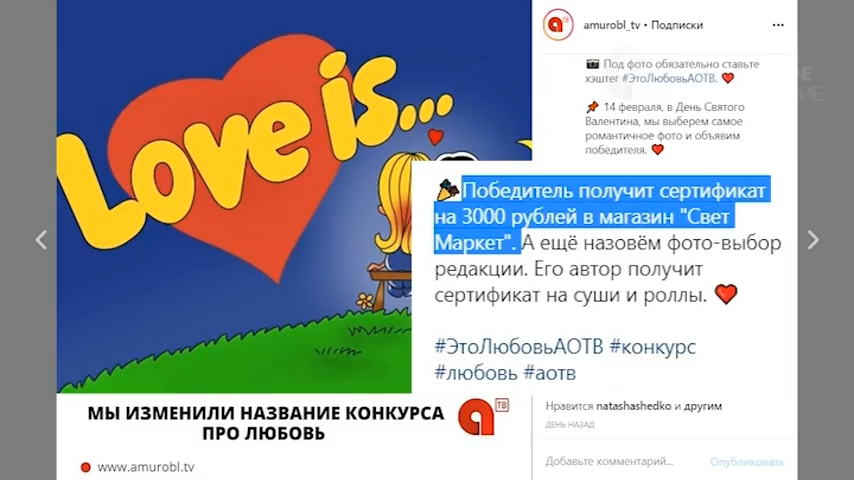 Love is...
amurobl_tv • Подписки
📷 Под фото обязательно ставьте
хэштег #ЭтоЛюбовьАОТВ. ❤️
📌 14 февраля, в День Святого
Валентина, мы выберем самое
романтичное фото и объявим
победителя. ❤️
🎉Победитель получит сертификат
на 3000 рублей в магазин "Свет
Маркет". А ещё назовём фото-выбор
редакции. Его автор получит
сертификат на суши и роллы. ❤️
#ЭтоЛюбовьАОТВ #конкурс
#любовь #аотв
МЫ ИЗМЕНИЛИ НАЗВАНИЕ КОНКУРСА
ПРО ЛЮБОВЬ
ТВ
www.amurobl.tv
Нравится natashashedko и другим
ДЕНЬ НАЗАД
Добавьте комментарий...
Опубликовать